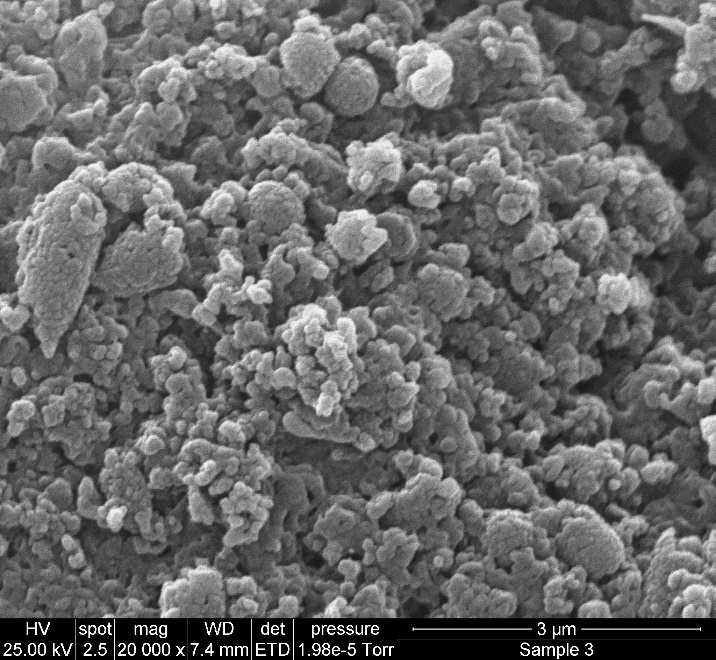 HV spot mag WD det pressure 3 µm
25.00 kV 2.5 20 000 x 7.4 mm ETD 1.98e-5 Torr Sample 3